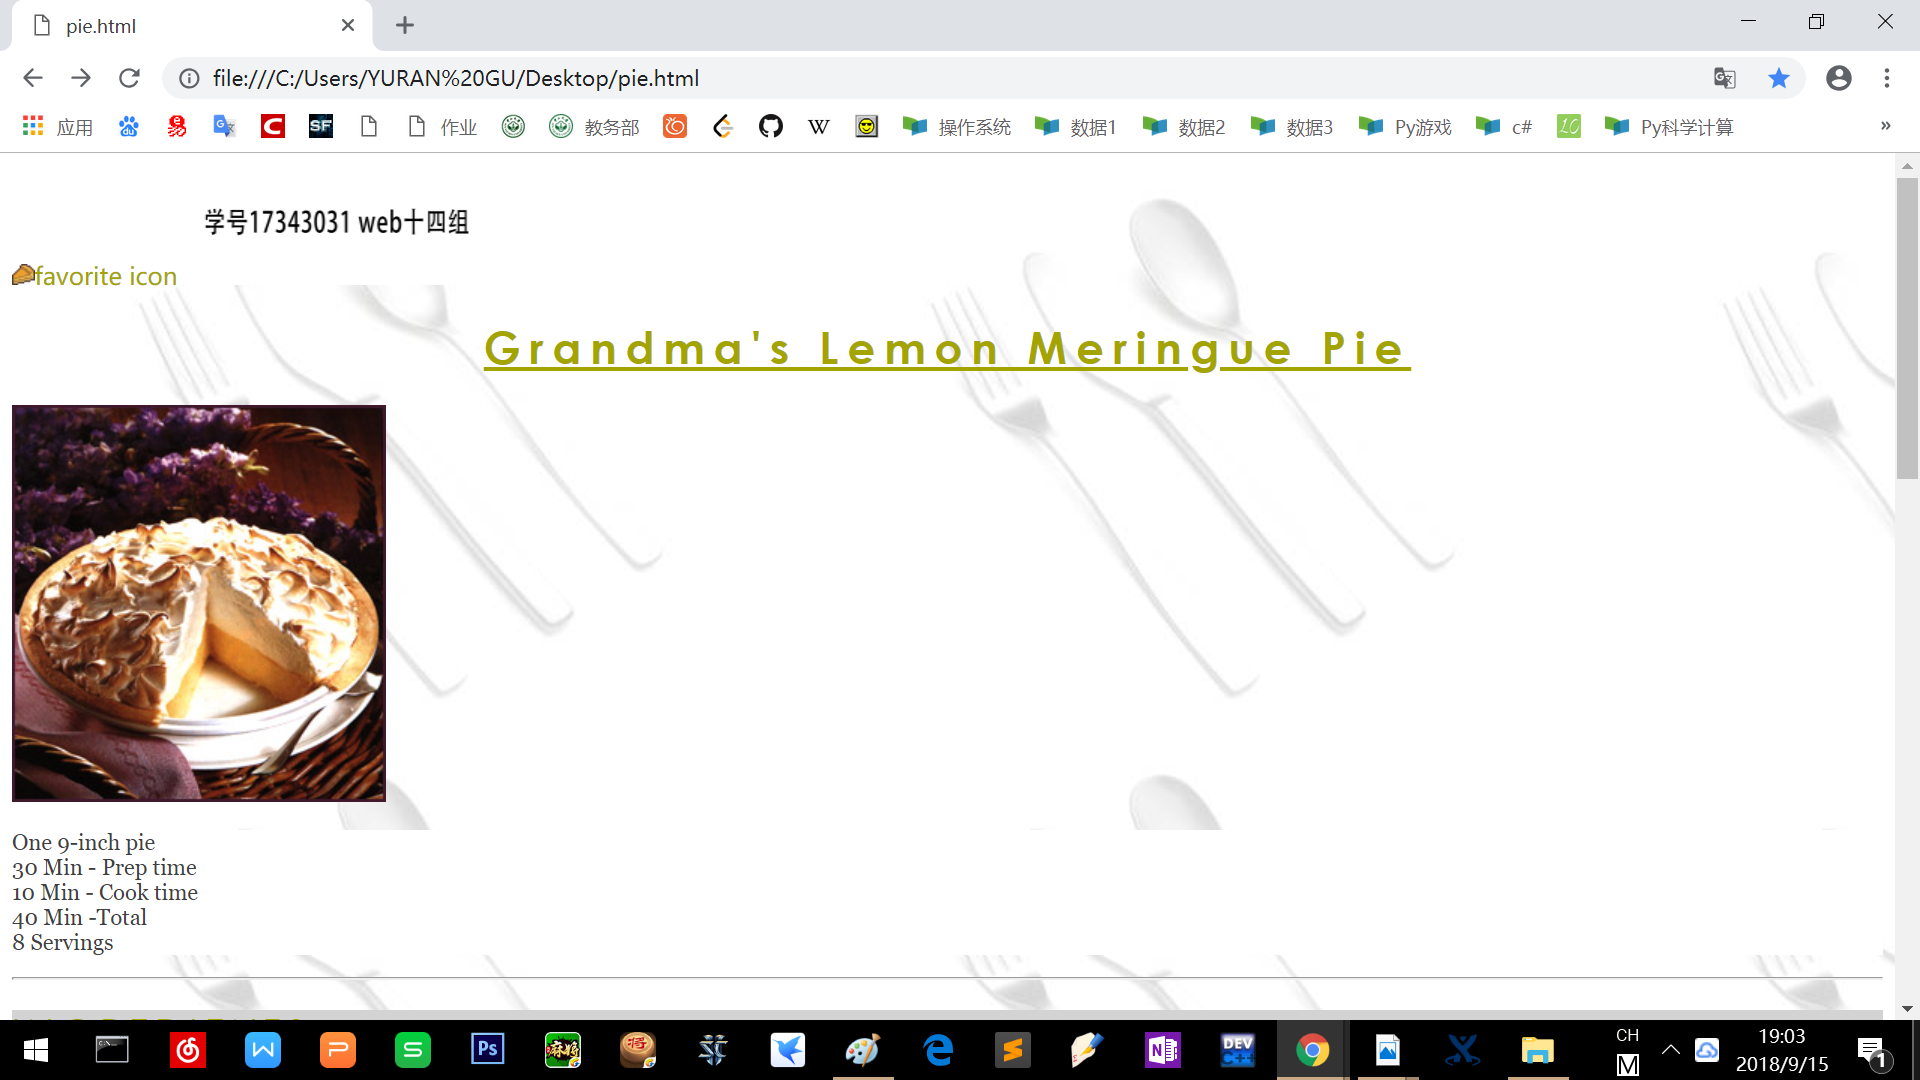 pie.html
file:///C:/Users/YURAN%20GU/Desktop/pie.html
应用 作业 教务部 操作系统 数据1 数据2 数据3 Py游戏 c# Py科学计算
学号17343031 web十四组
favorite icon
Grandma's Lemon Meringue Pie
One 9-inch pie
30 Min - Prep time
10 Min - Cook time
40 Min -Total
8 Servings
CH
19:03
M
2018/9/15
1